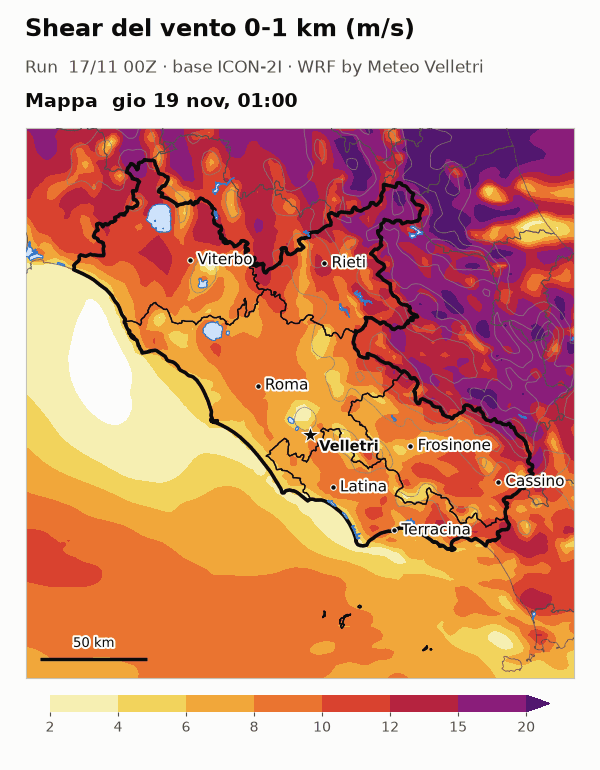 Shear del vento 0-1 km (m/s)
Run  17/11 00Z · base ICON-2I · WRF by Meteo Velletri
Mappa  gio 19 nov, 01:00
Viterbo
Rieti
Roma
Velletri
Frosinone
Cassino
Latina
Terracina
50 km
2 4 6 8 10 12 15 20